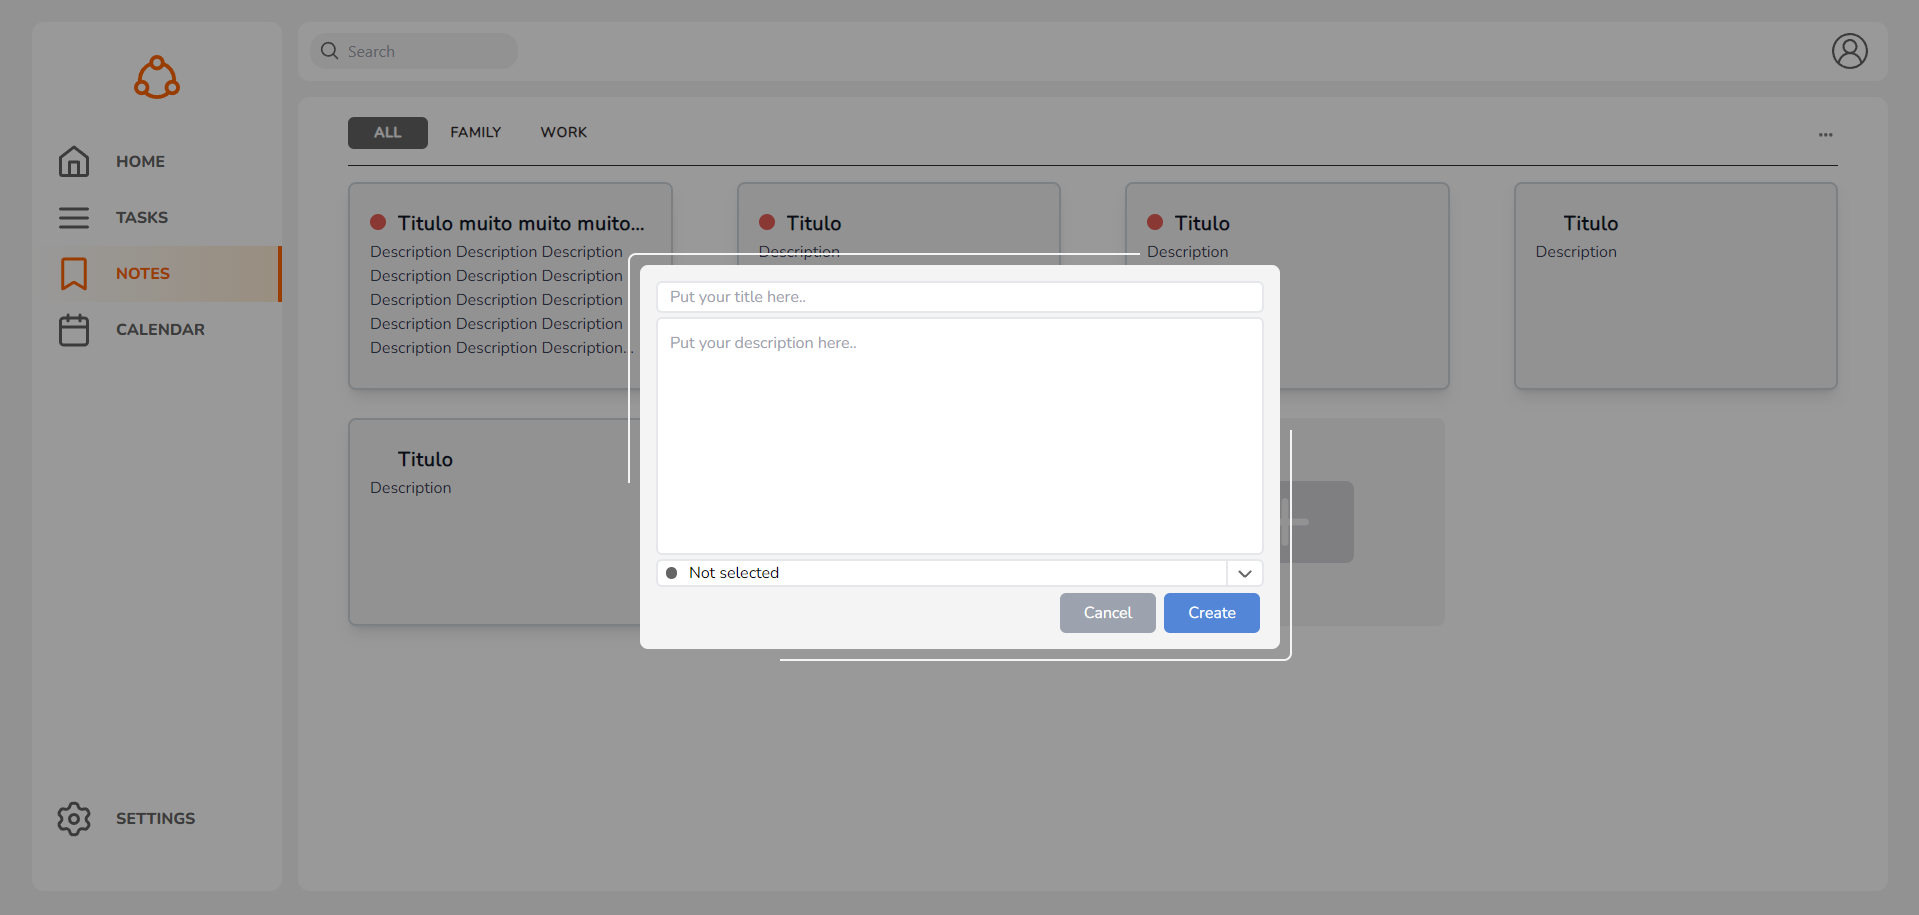 Search
HOME
TASKS
NOTES
CALENDAR
SETTINGS
ALL
FAMILY
WORK
...
Titulo muito muito muito...
Description Description Description
Description Description Description
Description Description Description
Description Description Description
Description Description Description...
Titulo
Description
Titulo
Description
Titulo
Description
Titulo
Description
Put your title here..
Put your description here..
Not selected
Cancel
Create